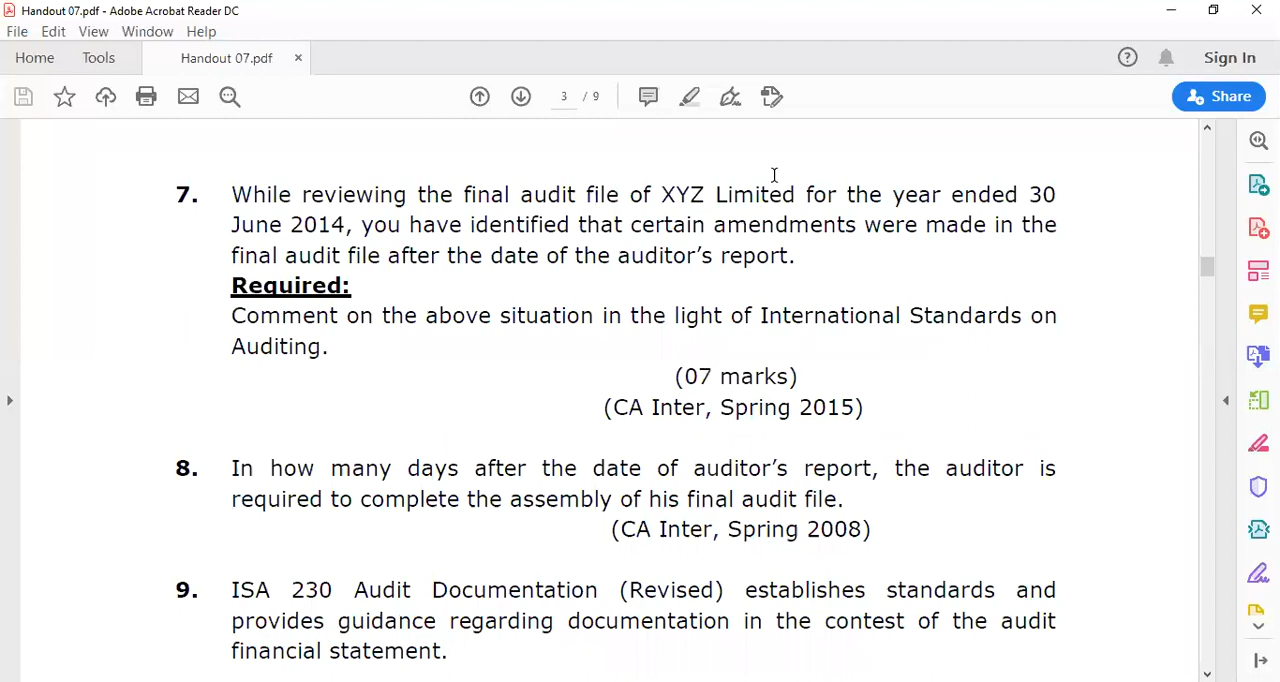 Handout 07.pdf - Adobe Acrobat Reader DC
File Edit View Window Help
Home Tools Handout 07.pdf × Sign In
3 / 9 Share
7. While reviewing the final audit file of XYZ Limited for the year ended 30
June 2014, you have identified that certain amendments were made in the
final audit file after the date of the auditor’s report.
Required:
Comment on the above situation in the light of International Standards on
Auditing.
(07 marks)
(CA Inter, Spring 2015)
8. In how many days after the date of auditor’s report, the auditor is
required to complete the assembly of his final audit file.
(CA Inter, Spring 2008)
9. ISA 230 Audit Documentation (Revised) establishes standards and
provides guidance regarding documentation in the contest of the audit
financial statement.